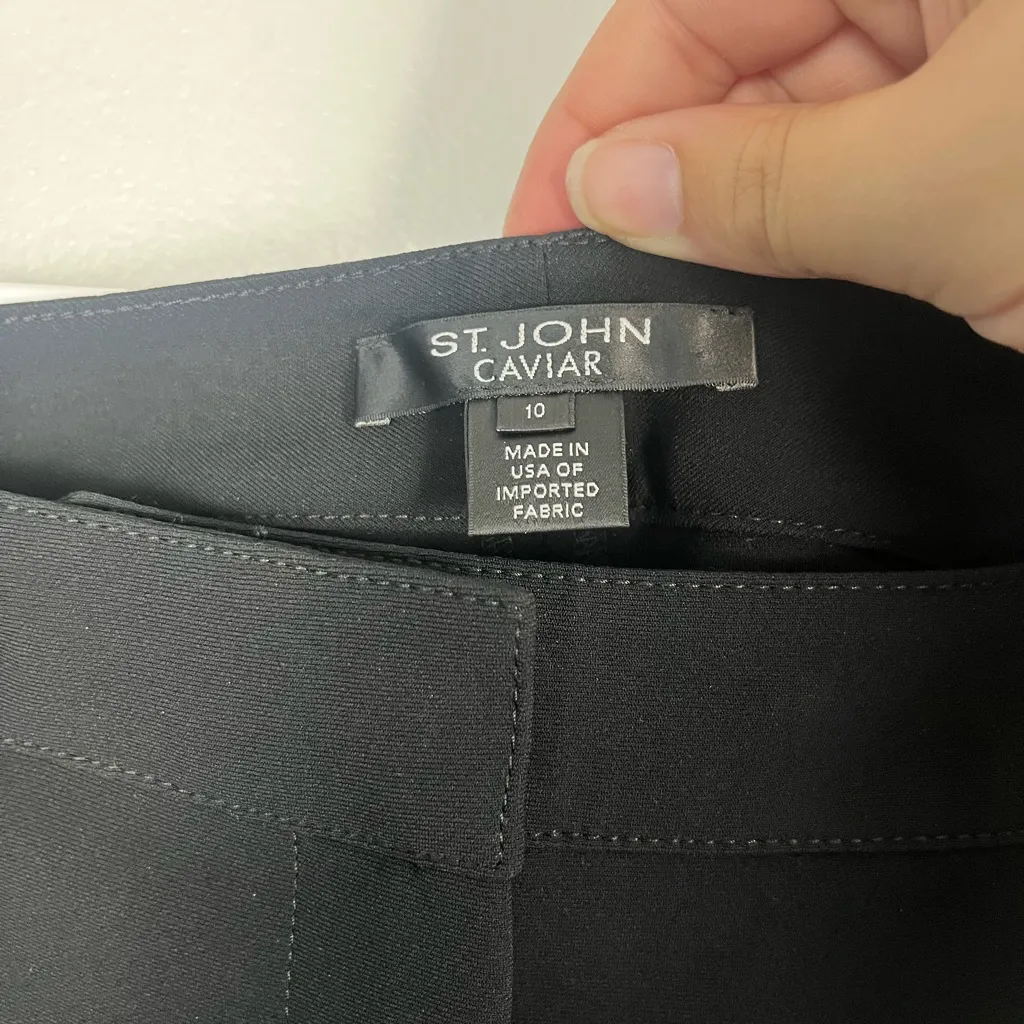 ST. JOHN
CAVIAR
10
MADE IN
USA OF
IMPORTED
FABRIC